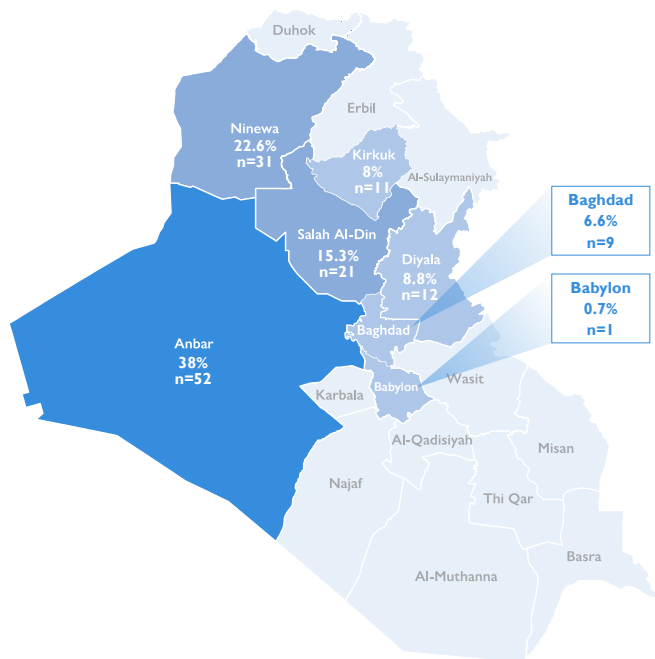 Duhok
Erbil
Ninewa
22.6%
n=31
Kirkuk
8%
n=11
Al-Sulaymaniyah
Salah Al-Din
15.3%
n=21
Diyala
8.8%
n=12
Baghdad
6.6%
n=9
Babylon
0.7%
n=1
Baghdad
Anbar
38%
n=52
Karbala
Babylon
Wasit
Al-Qadisiyah
Misan
Najaf
Thi Qar
Basra
Al-Muthanna